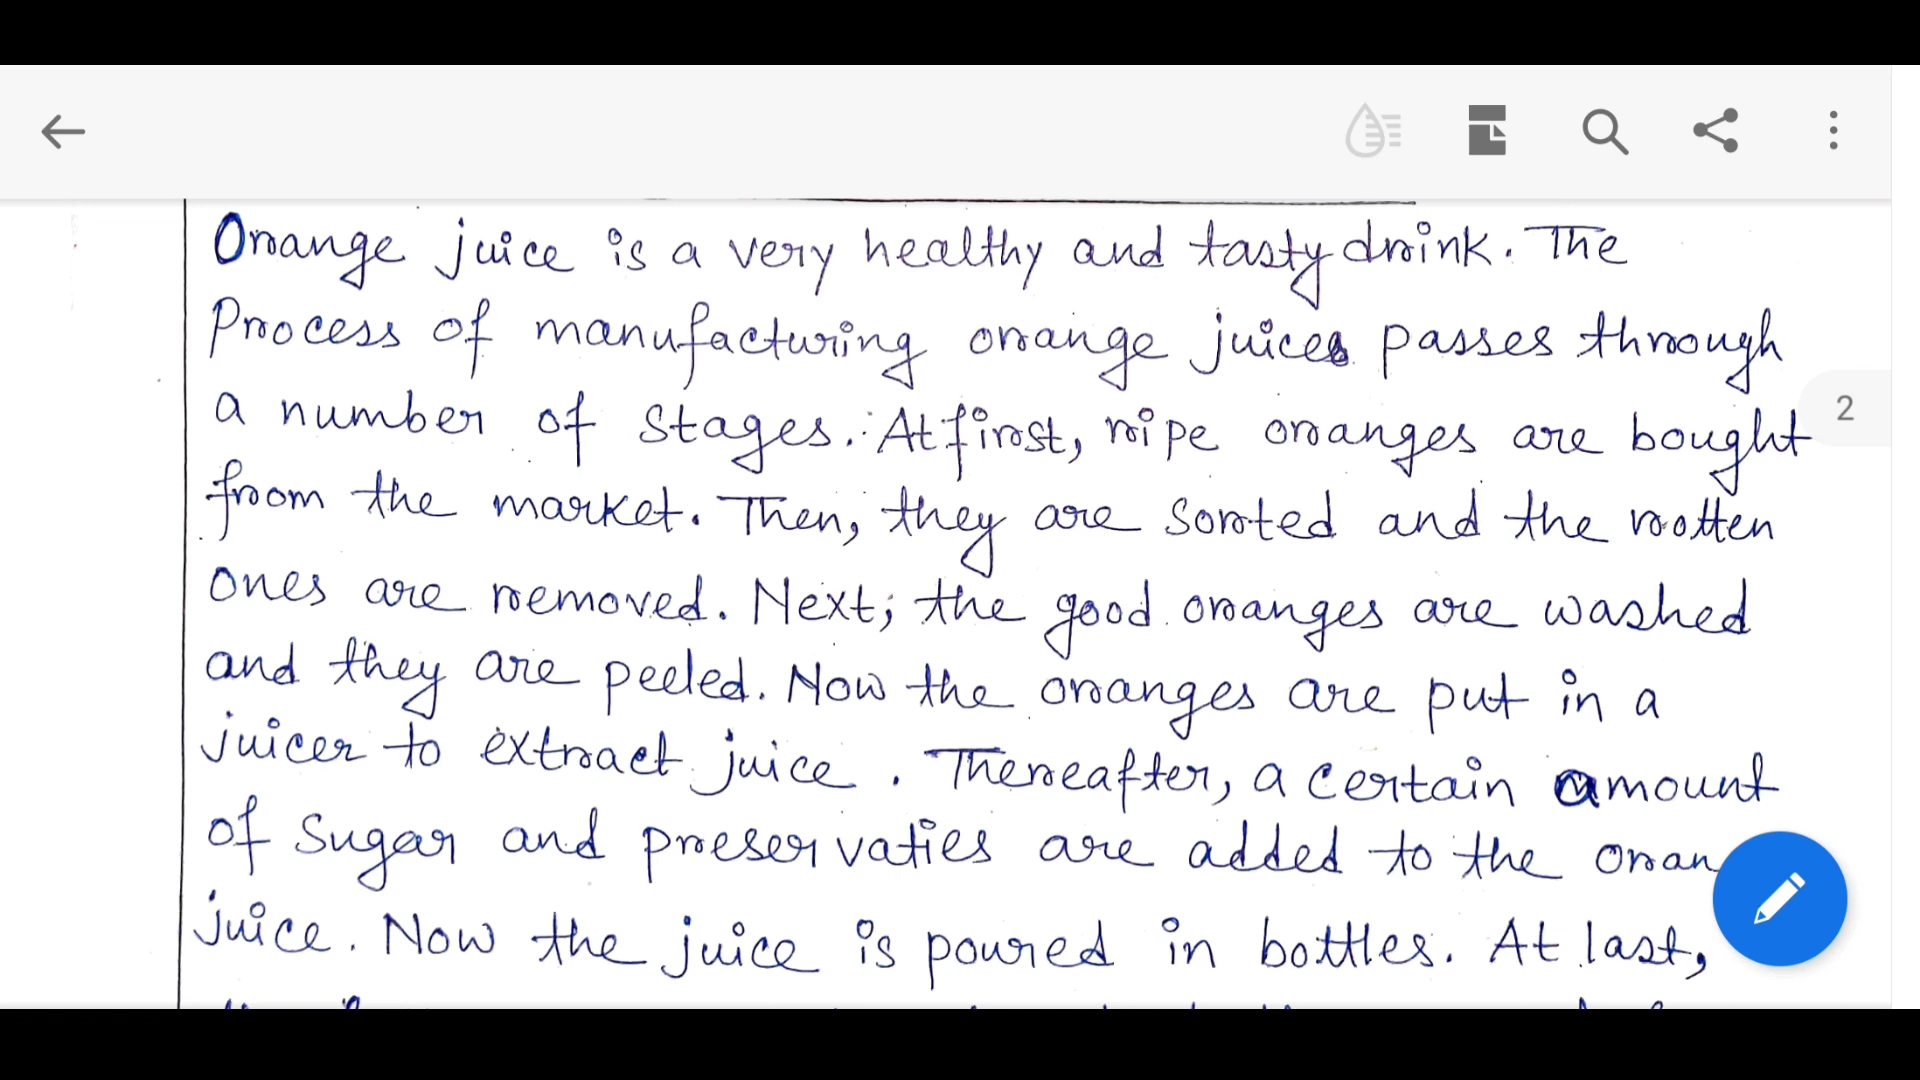 2
Orange juice is a very healthy and tasty drink. The
Process of manufacturing orange juices passes through
a number of stages. At first, ripe oranges are bought
from the market. Then, they are sorted and the rotten
ones are removed. Next, the good oranges are washed
and they are peeled. Now the oranges are put in a
juicer to extract juice. Thereafter, a certain amount
of sugar and preservaties are added to the oran
juice. Now the juice is poured in bottles. At last,